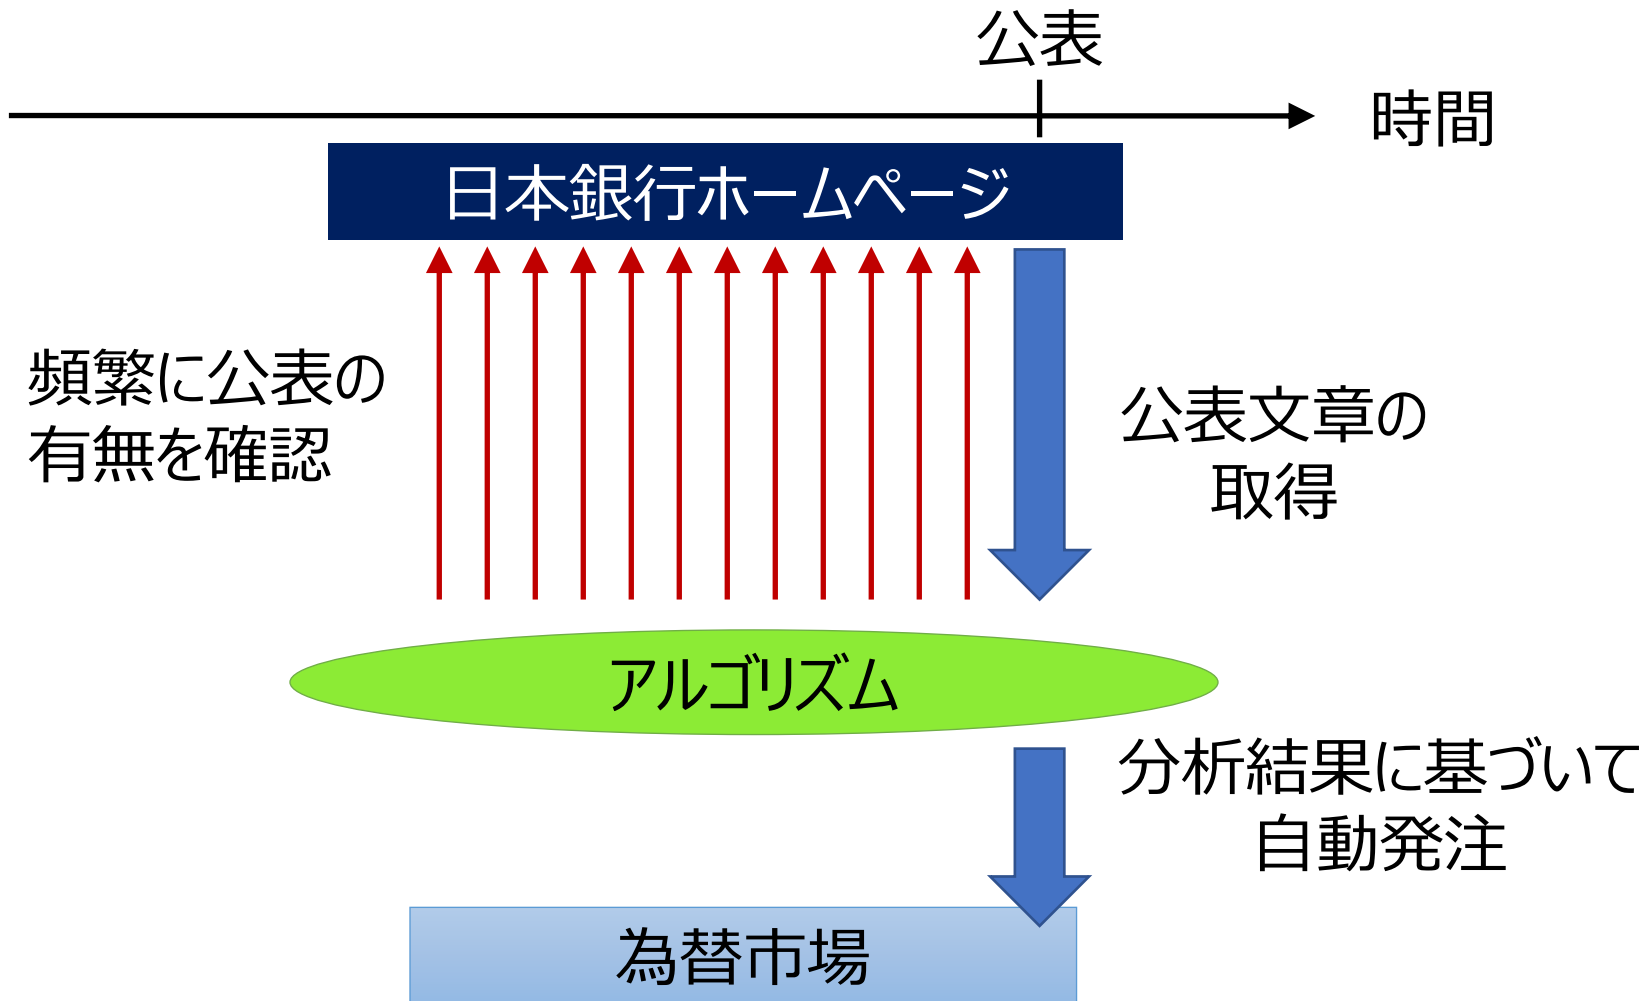 公表
時間
日本銀行ホームページ
頻繁に公表の
有無を確認
公表文章の
取得
アルゴリズム
分析結果に基づいて
自動発注
為替市場